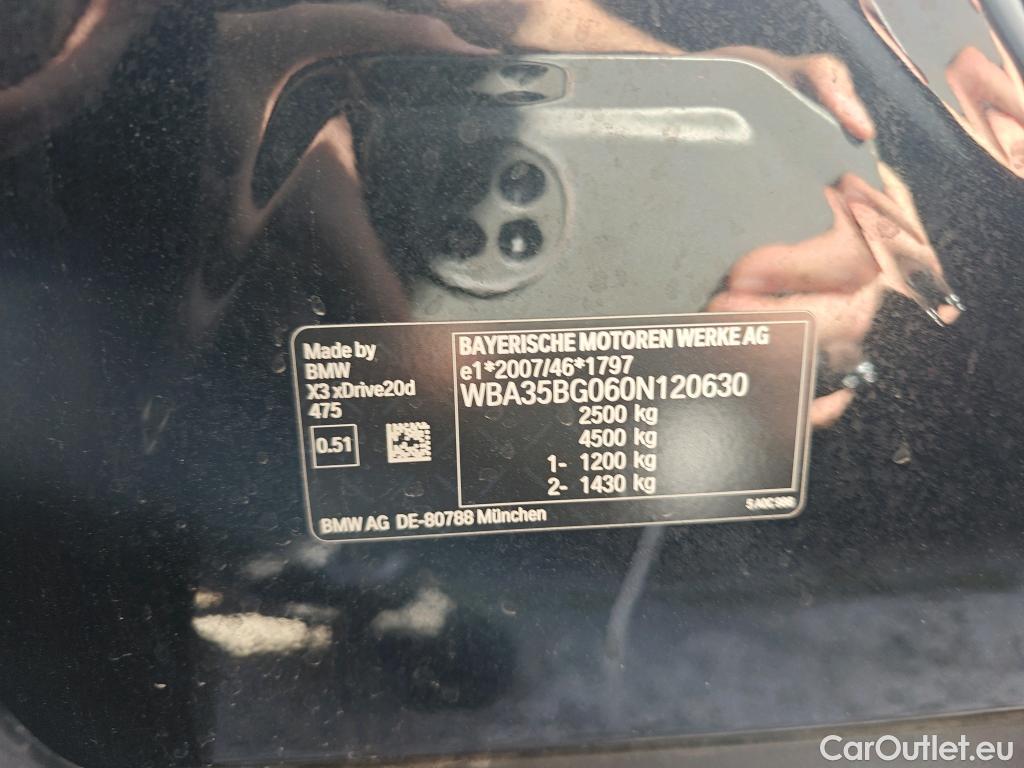 Made by
BMW
X3 xDrive20d
475
0.51
BAYERISCHE MOTOREN WERKE AG
e1*2007/46*1797
WBA35BG060N120630
2500 kg
4500 kg
1- 1200 kg
2- 1430 kg
BMW AG DE-80788 München
CarOutlet.eu